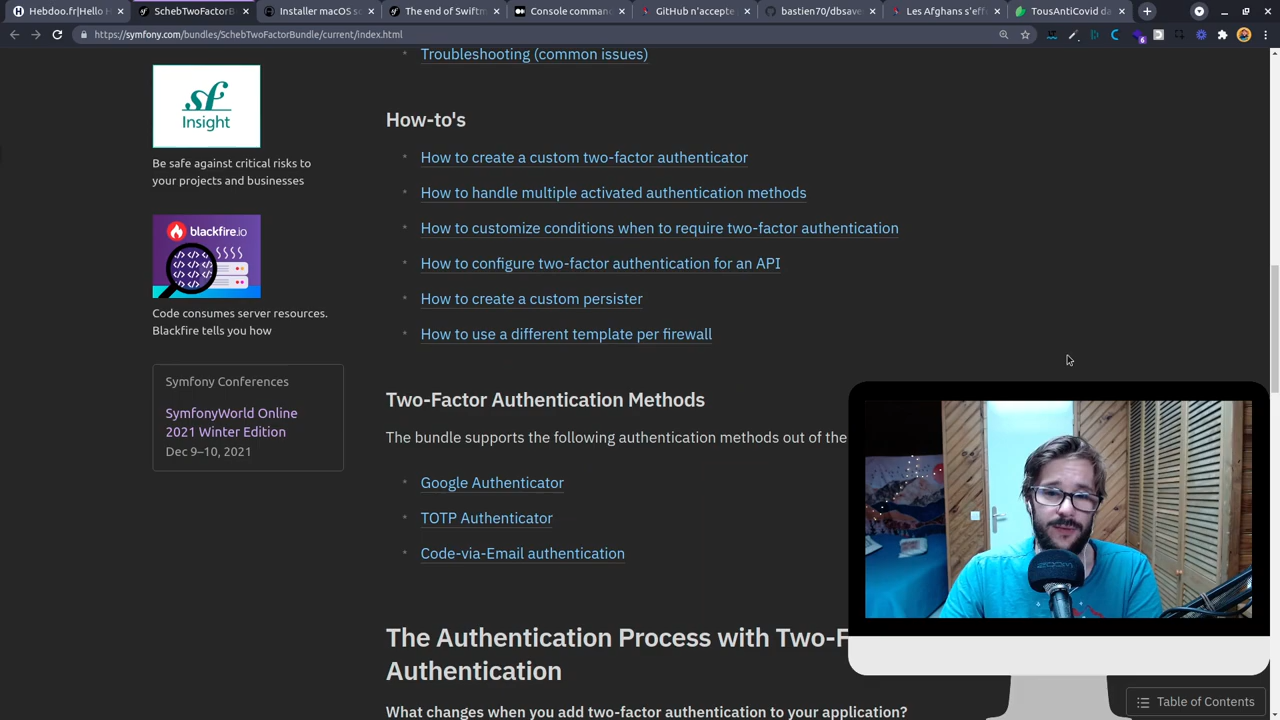 Hebdoo.fr|Hello H
SchebTwoFactorB
Installer macOS s
The end of Swiftm
Console comman
GitHub n'accepte
bastien70/dbsave
Les Afghans s'eff
TousAntiCovid da
https://symfony.com/bundles/SchebTwoFactorBundle/current/index.html
6
Troubleshooting (common issues)
sf
Insight
Be safe against critical risks to
your projects and businesses
blackfire.io
Code consumes server resources.
Blackfire tells you how
Symfony Conferences
SymfonyWorld Online
2021 Winter Edition
Dec 9–10, 2021
How-to's
How to create a custom two-factor authenticator
How to handle multiple activated authentication methods
How to customize conditions when to require two-factor authentication
How to configure two-factor authentication for an API
How to create a custom persister
How to use a different template per firewall
Two-Factor Authentication Methods
The bundle supports the following authentication methods out of the
Google Authenticator
TOTP Authenticator
Code-via-Email authentication
The Authentication Process with Two-F
Authentication
What changes when you add two-factor authentication to your application?
ZOOM
Table of Contents